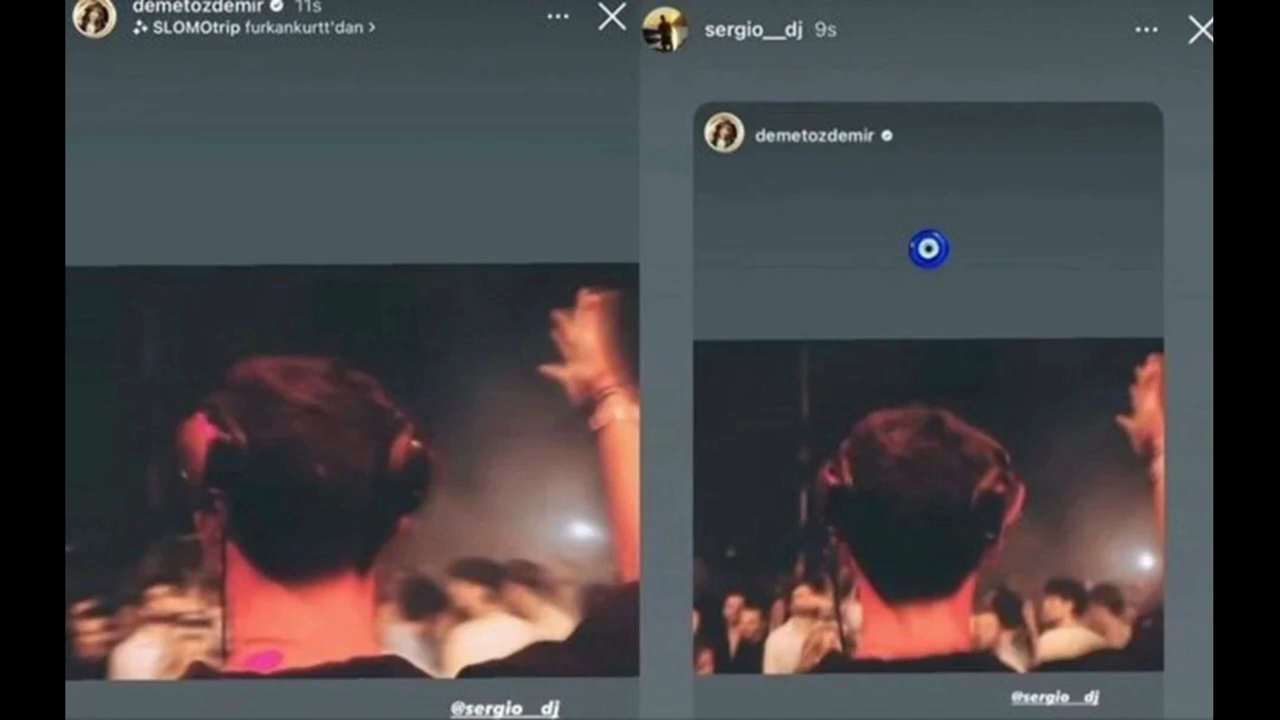 demetozdemir 11s
SLOMOtrip furkankurtt'dan >
@sergio__dj
sergio__dj 9s
demetozdemir
@sergio__dj